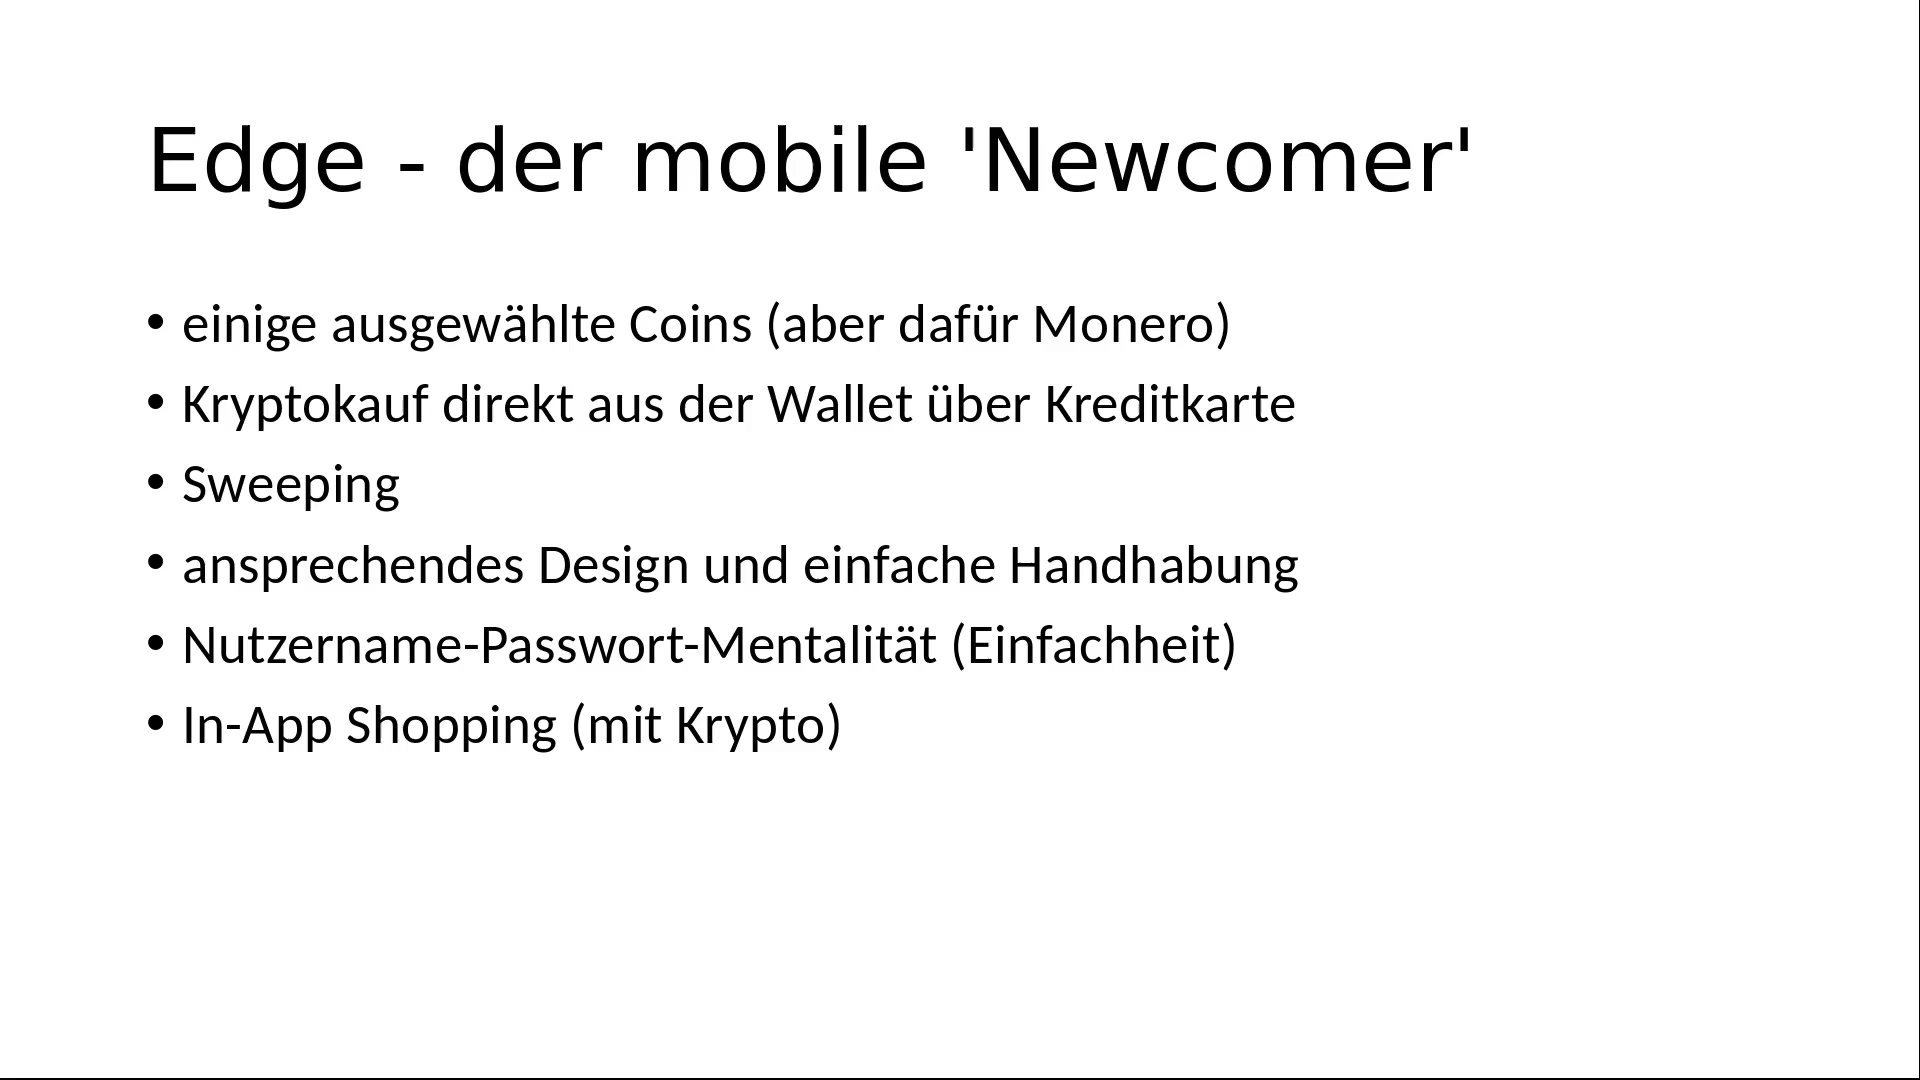 Edge - der mobile 'Newcomer'
• einige ausgewählte Coins (aber dafür Monero)
• Kryptokauf direkt aus der Wallet über Kreditkarte
• Sweeping
• ansprechendes Design und einfache Handhabung
• Nutzername-Passwort-Mentalität (Einfachheit)
• In-App Shopping (mit Krypto)